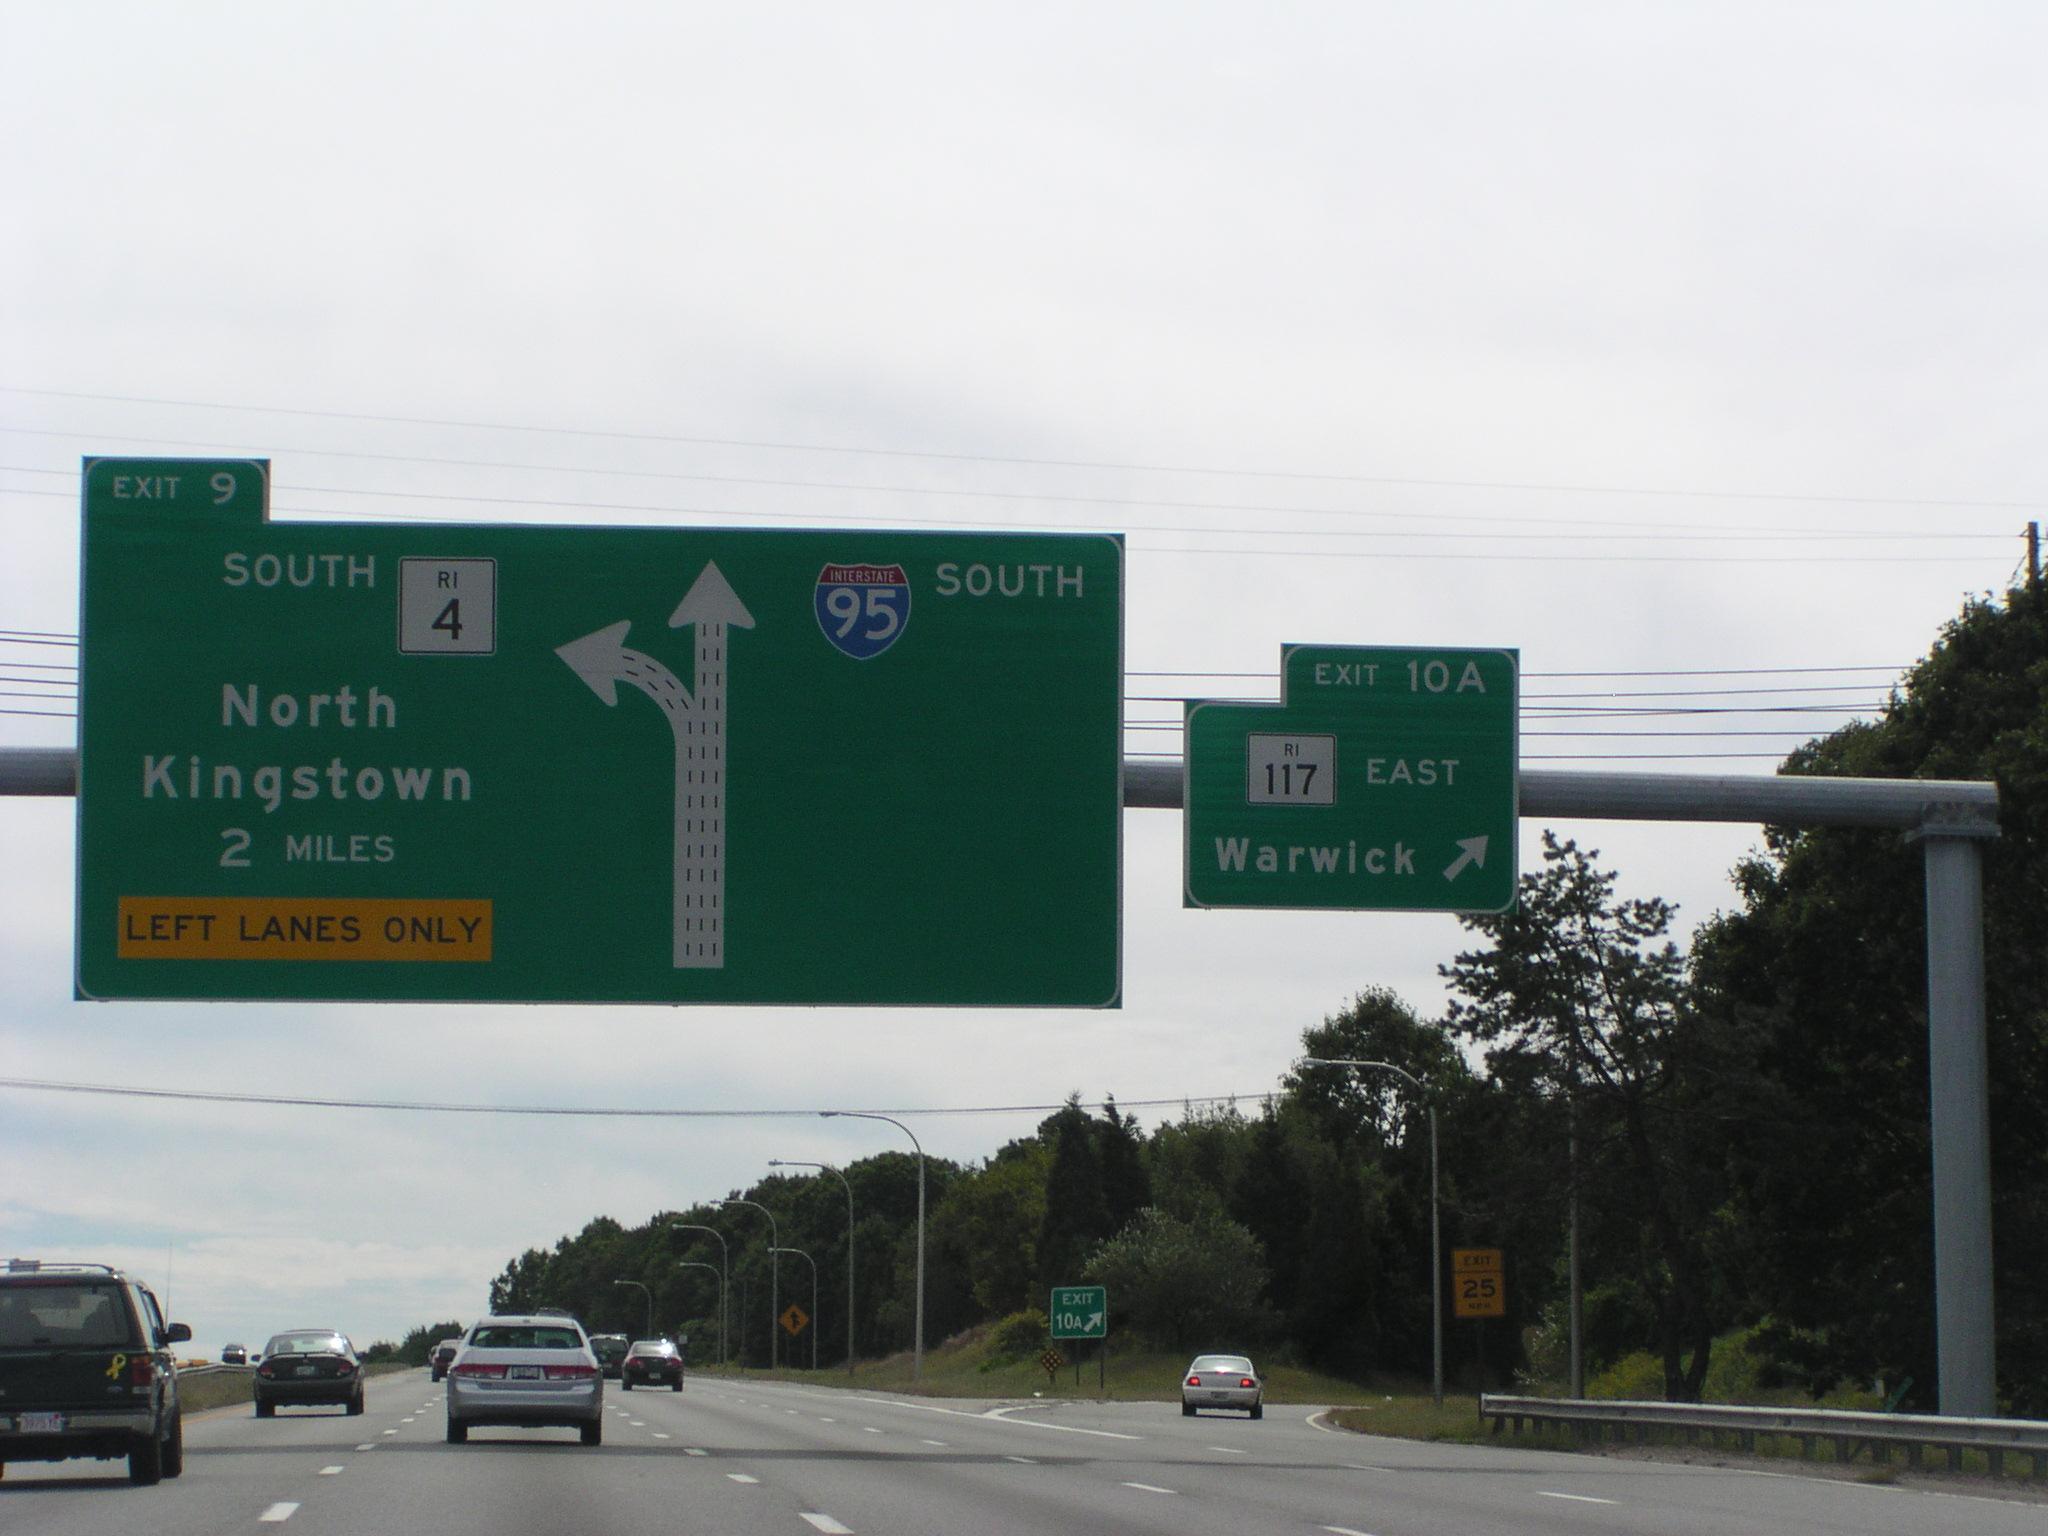 EXIT 9
SOUTH RI 4
North
Kingstown
2 MILES
LEFT LANES ONLY
INTERSTATE 95 SOUTH
EXIT 10A
RI 117 EAST
Warwick
EXIT
10A
EXIT
25
MPH